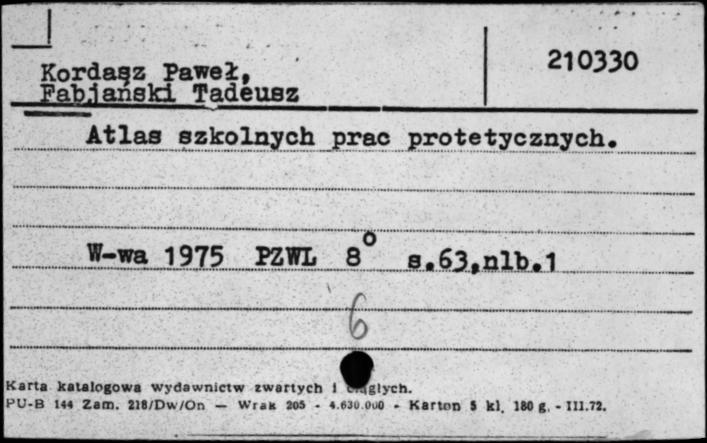 210330
Kordasz Paweł,
Fabjański Tadeusz
Atlas szkolnych prac protetycznych.
W-wa 1975 PZWL 8° s.63,nlb.1
6
Karta katalogowa wydawnictw zwartych i ciąglych.
PU-B 144 Zam. 218/Dw/On — Wrak 205 - 4.630.000 - Karton 5 kl. 180 g. - III.72.